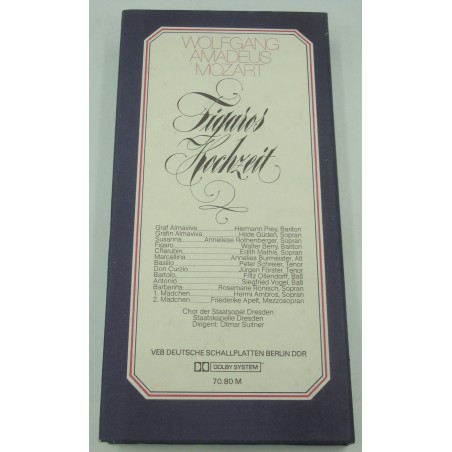 WOLFGANG
AMADEUS
MOZART
Figaros
Hochzeit
Graf Almaviva Hermann Prey, Bariton
Gräfin Almaviva Hilde Güden, Sopran
Susanna Anneliese Rothenberger, Sopran
Figaro Walter Berry, Bariton
Cherubin Edith Mathis, Sopran
Marcellina Annelies Burmeister, Alt
Basilio Peter Schreier, Tenor
Don Curzio Jürgen Förster, Tenor
Bartolo Fritz Ollendorff, Baß
Antonio Siegfried Vogel, Baß
Barbarina Rosemarie Rönisch, Sopran
1. Mädchen Hermi Ambros, Sopran
2. Mädchen Friederike Apelt, Mezzosopran
Chor der Staatsoper Dresden
Staatskapelle Dresden
Dirigent: Otmar Suitner
VEB DEUTSCHE SCHALLPLATTEN BERLIN DDR
DOLBY SYSTEM
70.80 M